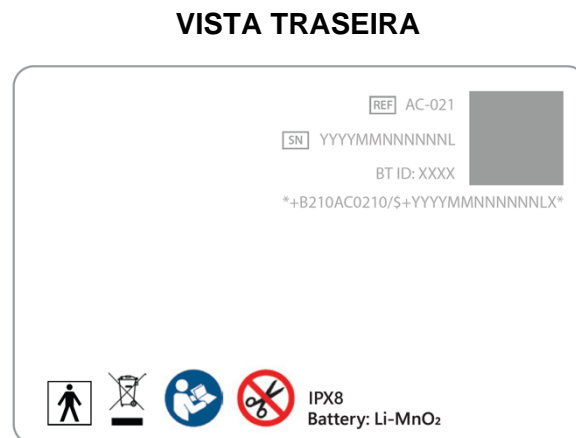 VISTA TRASEIRA
REF AC-021
SN YYYYMMNNNNNNL
BT ID: XXXX
*+B210AC0210/$+YYYYMMNNNNNNLX*
IPX8
Battery: Li-MnO₂